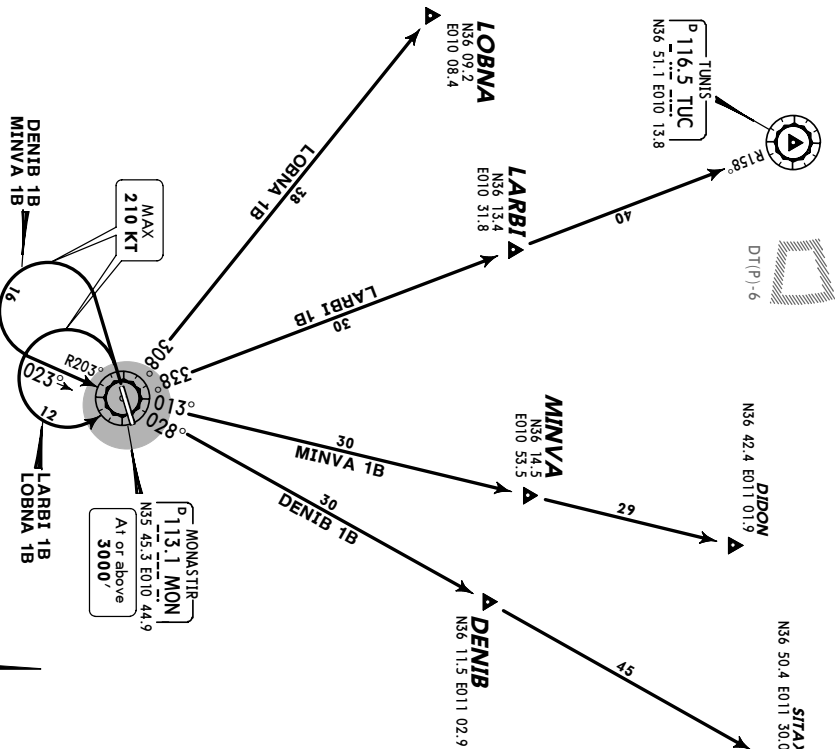 LOBNA
N36 09.2
E010 08.4
TUNIS
D 116.5 TUC
N36 51.1 E010 13.8
R158°
DT(P)-6
LARBI
N36 13.4
E010 31.8
40
LOBNA 1B
38
LARBI 1B
30
DENIB 1B
MINVA 1B
MAX
210 KT
16
R203°
023°
12
308°
338°
013°
028°
LARBI 1B
LOBNA 1B
MONASTIR
D 113.1 MON
N35 45.3 E010 44.9
At or above
3000'
MINVA
N36 14.5
E010 53.5
30
MINVA 1B
30
DENIB 1B
29
DIDON
N36 42.4 E011 01.9
DENIB
N36 11.5 E011 02.9
45
N36 50.4 E011 30.0